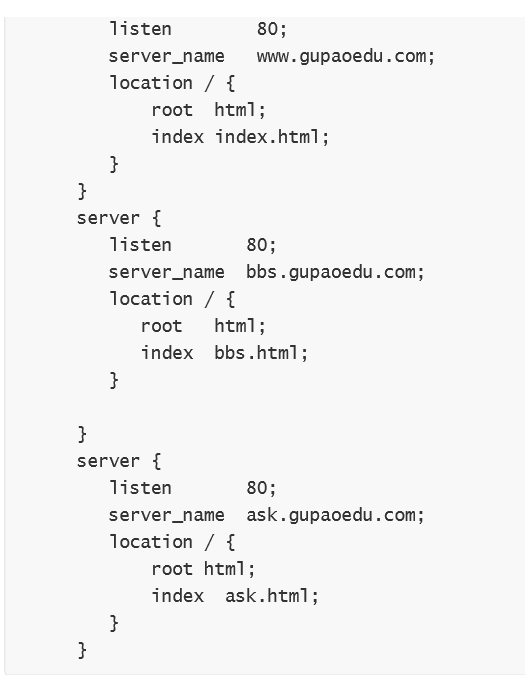 listen        80;
server_name   www.gupaoedu.com;
location / {
root  html;
index index.html;
}
}
server {
listen       80;
server_name  bbs.gupaoedu.com;
location / {
root   html;
index  bbs.html;
}
}
server {
listen       80;
server_name  ask.gupaoedu.com;
location / {
root html;
index  ask.html;
}
}